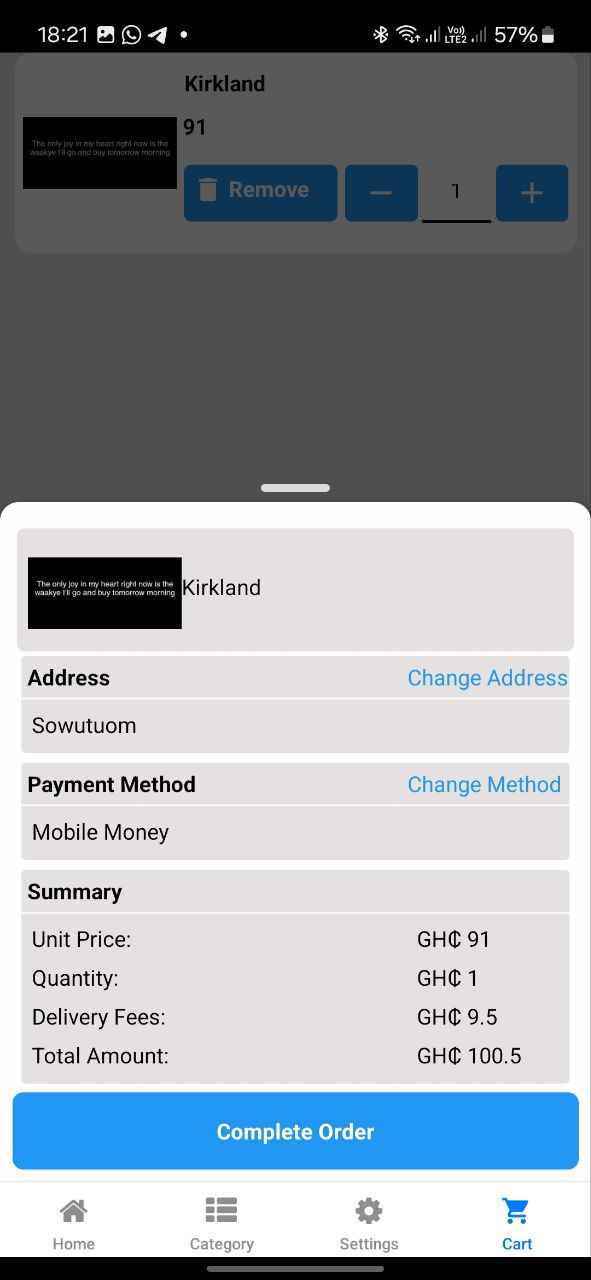 18:21 Vo)) LTE2 57%
Kirkland
91
The only joy in my heart right now is the
waakye I'll go and buy tomorrow morning
Remove
1
The only joy in my heart right now is the
waakye I'll go and buy tomorrow morning
Kirkland
Address Change Address
Sowutuom
Payment Method Change Method
Mobile Money
Summary
Unit Price: GH₵ 91
Quantity: GH₵ 1
Delivery Fees: GH₵ 9.5
Total Amount: GH₵ 100.5
Complete Order
Home Category Settings Cart